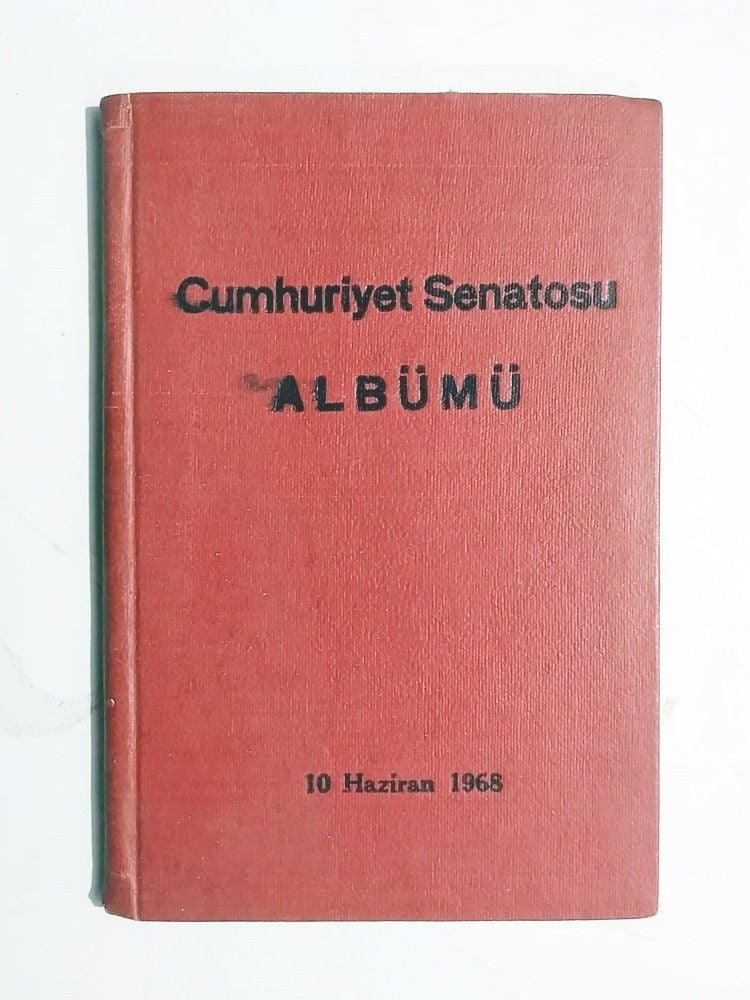 Cumhuriyet Senatosu
ALBÜMÜ
10 Haziran 1968